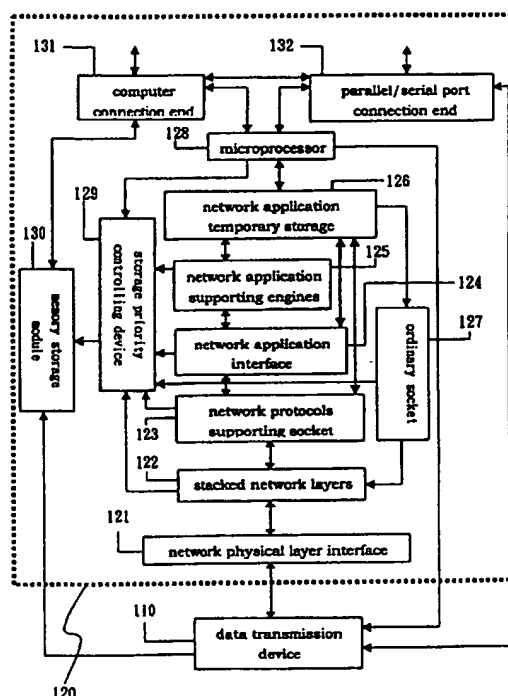 131
132
computer
connection end
parallel/serial port
connection end
128
microprocessor
129
126
network application
temporary storage
130
125
storage priority
controlling device
network application
supporting engines
124
memory storage
module
127
network application
interface
ordinary socket
network protocols
supporting socket
123
122
stacked network layers
121
network physical layer interface
110
data transmission
device
120